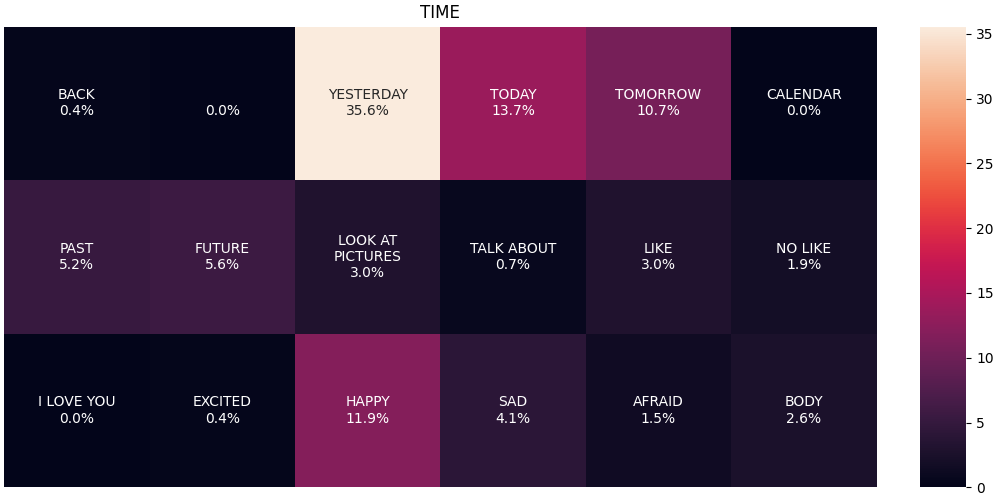 TIME
BACK
0.4%
0.0%
YESTERDAY
35.6%
TODAY
13.7%
TOMORROW
10.7%
CALENDAR
0.0%
PAST
5.2%
FUTURE
5.6%
LOOK AT
PICTURES
3.0%
TALK ABOUT
0.7%
LIKE
3.0%
NO LIKE
1.9%
I LOVE YOU
0.0%
EXCITED
0.4%
HAPPY
11.9%
SAD
4.1%
AFRAID
1.5%
BODY
2.6%
35
30
25
20
15
10
5
0